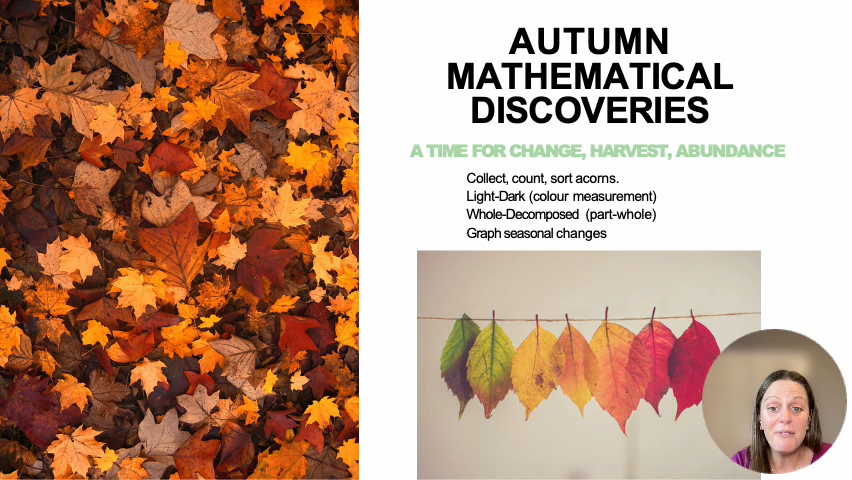 AUTUMN
MATHEMATICAL
DISCOVERIES
A TIME FOR CHANGE, HARVEST, ABUNDANCE
Collect, count, sort acorns.
Light-Dark (colour measurement)
Whole-Decomposed (part-whole)
Graph seasonal changes